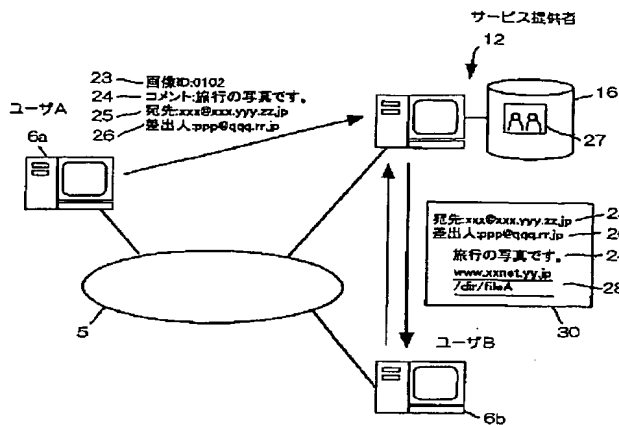 サービス提供者
12
23 画像ID:0102
24 コメント:旅行の写真です。
25 宛先:xxx@xxx.yyy.zz.jp
26 差出人:ppp@qqq.rr.jp
ユーザA
6a
16
27
宛先:xxx@xxx.yyy.zz.jp
差出人:ppp@qqq.rr.jp
旅行の写真です。
www.xxnet.yy.jp
/dir/fileA
28
30
5
ユーザB
6b